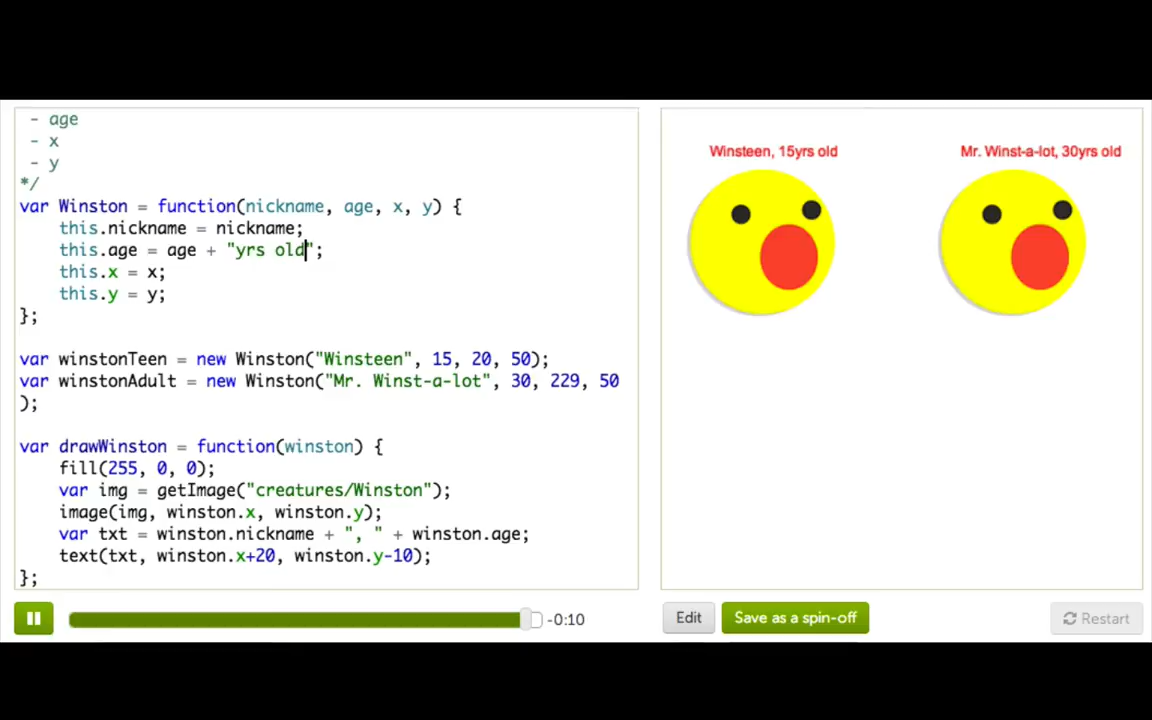 - age
- x
- y
*/
var Winston = function(nickname, age, x, y) {
this.nickname = nickname;
this.age = age + "yrs old";
this.x = x;
this.y = y;
};
var winstonTeen = new Winston("Winsteen", 15, 20, 50);
var winstonAdult = new Winston("Mr. Winst-a-lot", 30, 229, 50
);
var drawWinston = function(winston) {
fill(255, 0, 0);
var img = getImage("creatures/Winston");
image(img, winston.x, winston.y);
var txt = winston.nickname + ", " + winston.age;
text(txt, winston.x+20, winston.y-10);
};
Winsteen, 15yrs old
Mr. Winst-a-lot, 30yrs old
-0:10
Edit
Save as a spin-off
Restart